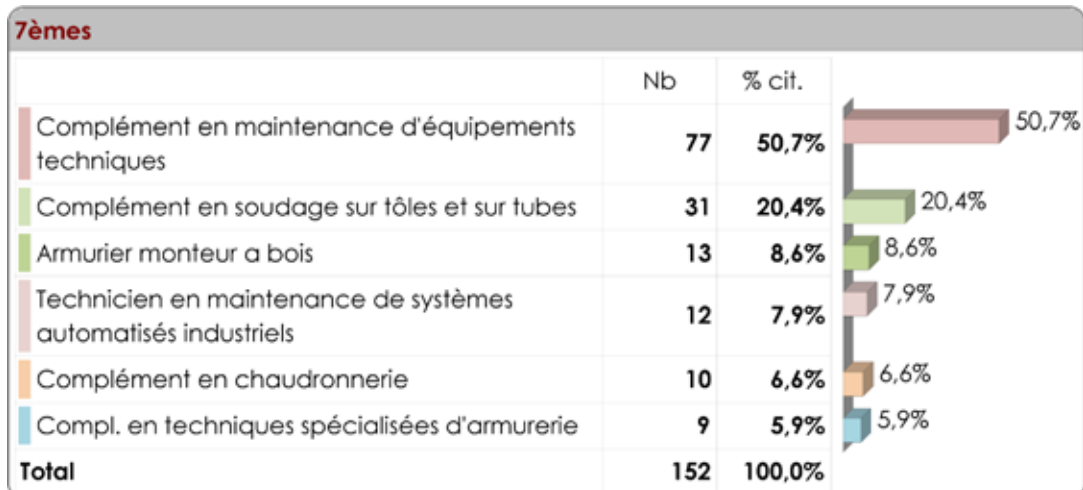 7èmes
Nb % cit.
Complément en maintenance d'équipements
techniques 77 50,7% 50,7%
Complément en soudage sur tôles et sur tubes 31 20,4% 20,4%
Armurier monteur a bois 13 8,6% 8,6%
Technicien en maintenance de systèmes
automatisés industriels 12 7,9% 7,9%
Complément en chaudronnerie 10 6,6% 6,6%
Compl. en techniques spécialisées d'armurerie 9 5,9% 5,9%
Total 152 100,0%